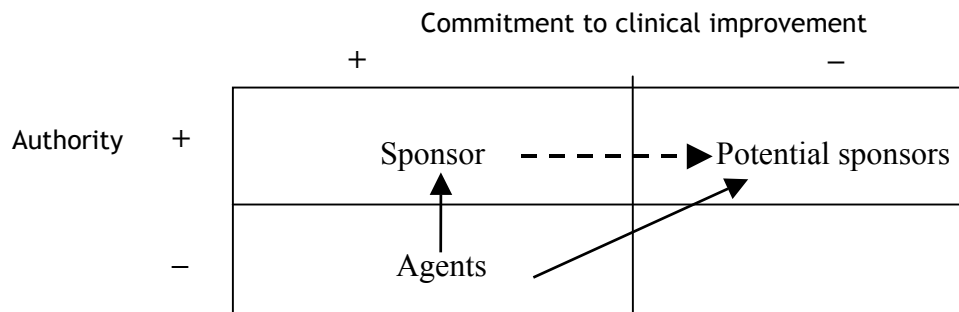 Commitment to clinical improvement
+ –
Authority +
Sponsor Potential sponsors
– Agents